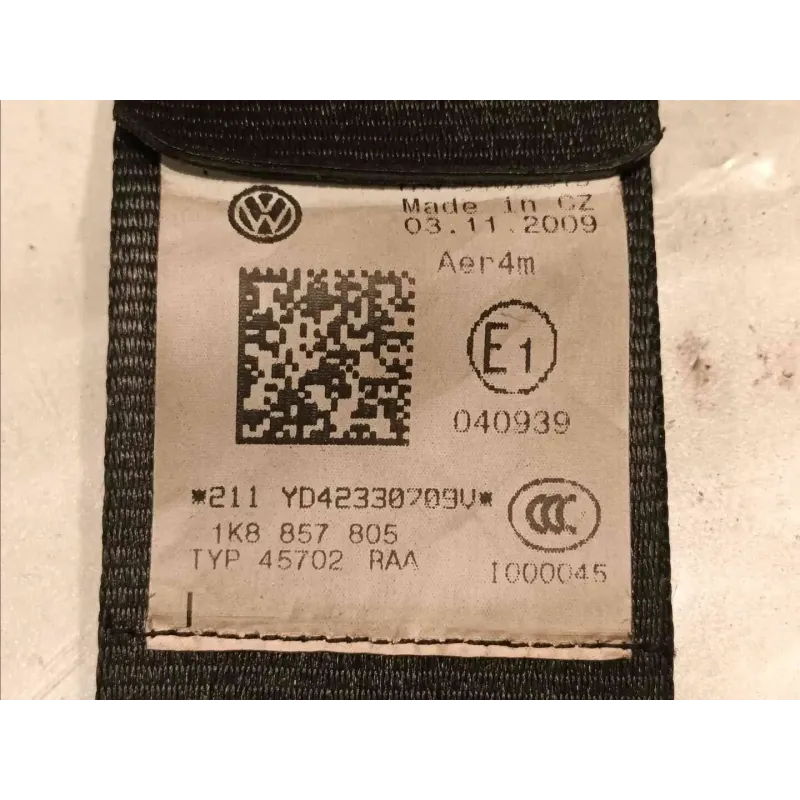 Made in CZ
03.11.2009
Aer4m
E1
040939
*211 YD42330709V*
1K8 857 805
TYP 45702 RAA
I000045